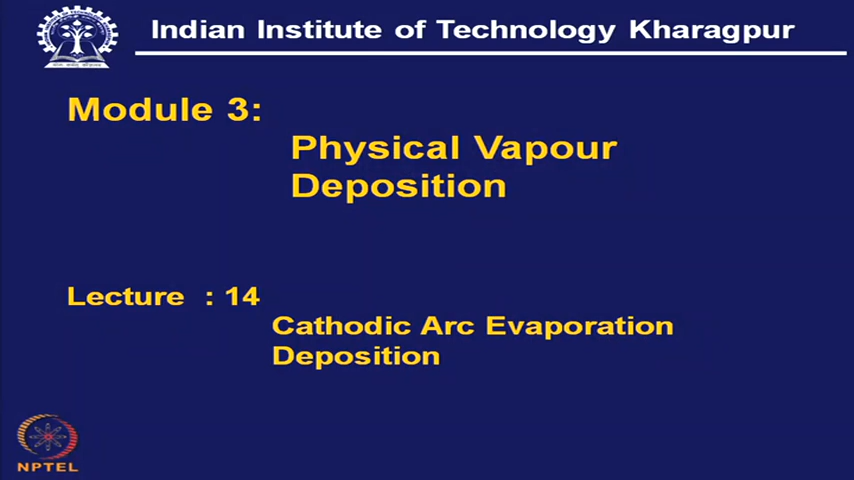 Indian Institute of Technology Kharagpur
Module 3:
Physical Vapour
Deposition
Lecture : 14
Cathodic Arc Evaporation
Deposition
NPTEL